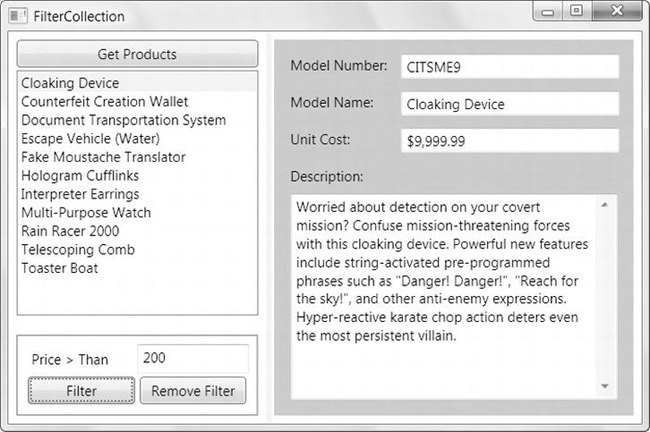 FilterCollection
Get Products
Cloaking Device
Counterfeit Creation Wallet
Document Transportation System
Escape Vehicle (Water)
Fake Moustache Translator
Hologram Cufflinks
Interpreter Earrings
Multi-Purpose Watch
Rain Racer 2000
Telescoping Comb
Toaster Boat
Price > Than
200
Filter
Remove Filter
Model Number:
CITSME9
Model Name:
Cloaking Device
Unit Cost:
$9,999.99
Description:
Worried about detection on your covert
mission? Confuse mission-threatening forces
with this cloaking device. Powerful new features
include string-activated pre-programmed
phrases such as "Danger! Danger!", "Reach for
the sky!", and other anti-enemy expressions.
Hyper-reactive karate chop action deters even
the most persistent villain.